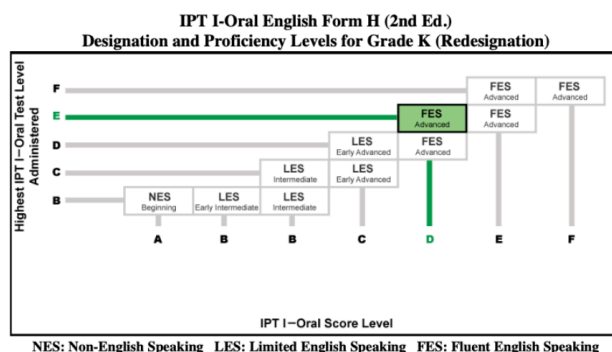 IPT I-Oral English Form H (2nd Ed.)
Designation and Proficiency Levels for Grade K (Redesignation)
Highest IPT I-Oral Test Level
Administered
F
FES
Advanced
FES
Advanced
E
FES
Advanced
FES
Advanced
D
LES
Early Advanced
FES
Advanced
C
LES
Intermediate
LES
Early Advanced
B
NES
Beginning
LES
Early Intermediate
LES
Intermediate
A
B
B
C
D
E
F
IPT I-Oral Score Level
NES: Non-English Speaking LES: Limited English Speaking FES: Fluent English Speaking